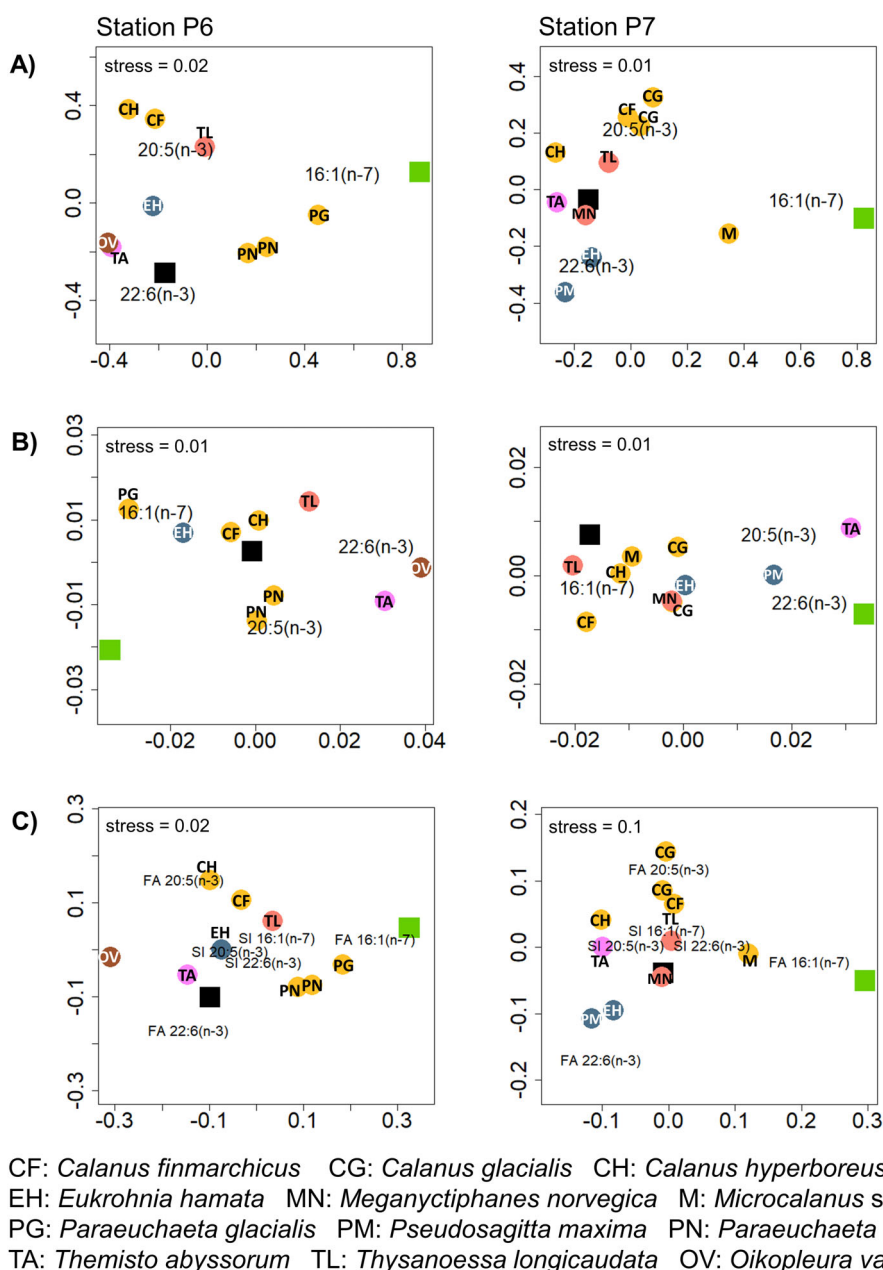 Station P6 Station P7
A)
stress = 0.02
0.4
0.0
-0.4
-0.4 0.0 0.4 0.8
CH
CF
TL
20:5(n-3)
16:1(n-7)
EH
PG
OV
TA
PN
PN
22:6(n-3)
stress = 0.01
0.4
0.2
0.0
-0.2
-0.4
-0.2 0.0 0.2 0.4 0.6 0.8
CG
CF
CG
20:5(n-3)
CH
TL
TA
MN
16:1(n-7)
M
EH
22:6(n-3)
PM
B)
stress = 0.01
0.03
0.01
-0.01
-0.03
-0.02 0.00 0.02 0.04
PG
16:1(n-7)
EH
CF
CH
TL
22:6(n-3)
OV
PN
TA
PN
20:5(n-3)
stress = 0.01
0.02
0.00
-0.02
-0.02 0.00 0.02
TA
20:5(n-3)
TL
CH
M
CG
16:1(n-7)
EH
PM
MN
CG
22:6(n-3)
CF
C)
stress = 0.02
0.3
0.1
-0.1
-0.3
-0.3 -0.1 0.1 0.3
CH
FA 20:5(n-3)
CF
TL
EH
SI 16:1(n-7)
FA 16:1(n-7)
SI 20:5(n-3)
SI 22:6(n-3)
OV
TA
PG
PN
PN
FA 22:6(n-3)
stress = 0.1
0.2
0.1
0.0
-0.1
-0.2
-0.1 0.0 0.1 0.2 0.3
CG
FA 20:5(n-3)
CG
CF
CH
TL
SI 16:1(n-7)
SI 20:5(n-3)
SI 22:6(n-3)
TA
M
FA 16:1(n-7)
MN
PM
EH
FA 22:6(n-3)
CF: Calanus finmarchicus CG: Calanus glacialis CH: Calanus hyperboreus
EH: Eukrohnia hamata MN: Meganyctiphanes norvegica M: Microcalanus s
PG: Paraeuchaeta glacialis PM: Pseudosagitta maxima PN: Paraeuchaeta
TA: Themisto abyssorum TL: Thysanoessa longicaudata OV: Oikopleura va